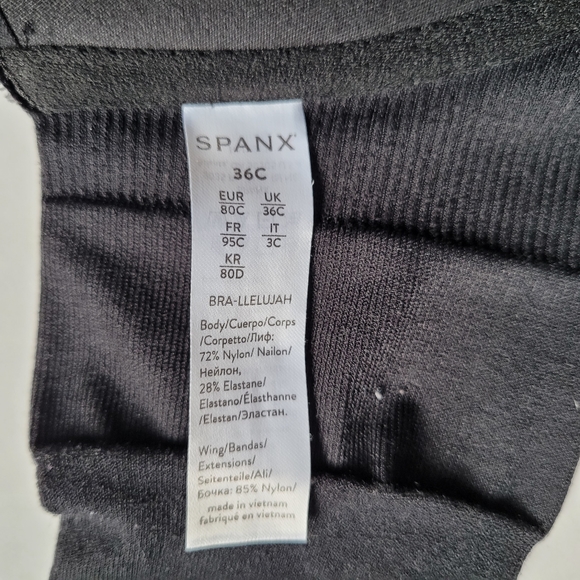 SPANX®
36C
EUR UK
80C 36C
FR IT
95C 3C
KR
80D
BRA-LLELUJAH
Body/Cuerpo/Corps
/Corpetto/Лиф:
72% Nylon/ Nailon/
Нейлон,
28% Elastane/
Elastano/Élasthanne
/Elastan/Эластан.
Wing/Bandas/
Extensions/
Seitenteile/Ali/
Бочка: 85% Nylon/
made in vietnam
fabriqué en vietnam